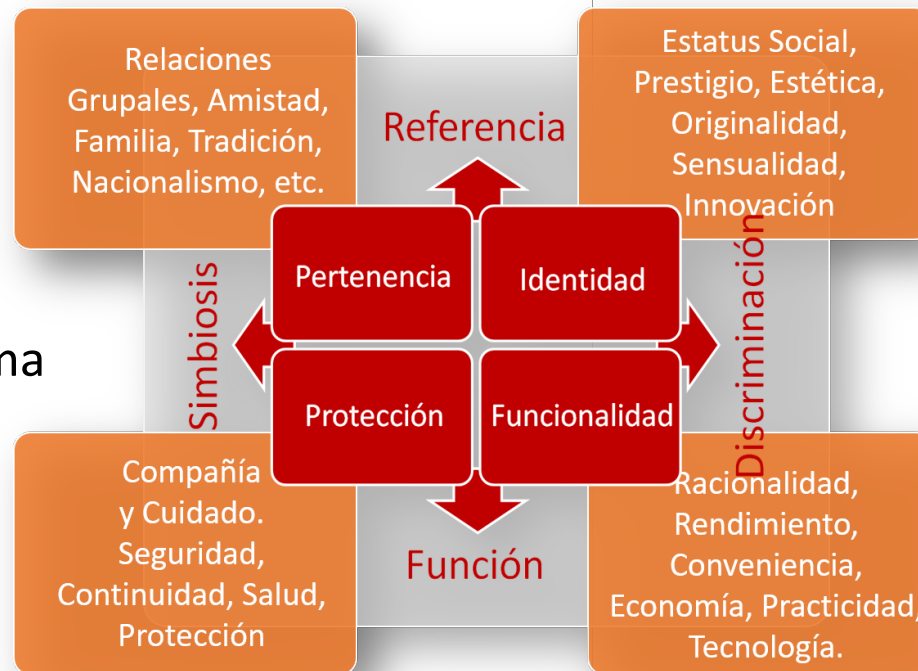 Relaciones
Grupales, Amistad,
Familia, Tradición,
Nacionalismo, etc.
Estatus Social,
Prestigio, Estética,
Originalidad,
Sensualidad,
Innovación
Referencia
Pertenencia
Identidad
Simbiosis
Discriminación
Protección
Funcionalidad
Función
Compañía
y Cuidado.
Seguridad,
Continuidad, Salud,
Protección
Racionalidad,
Rendimiento,
Conveniencia,
Economía, Practicidad,
Tecnología.